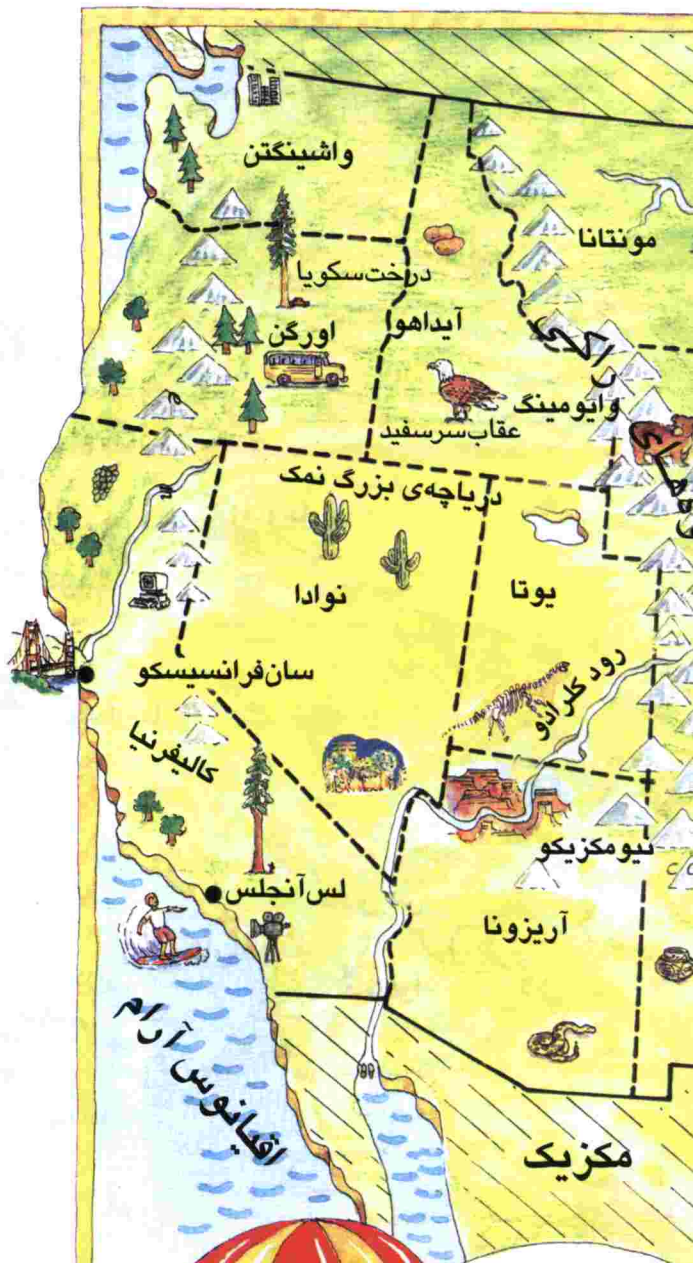 واشینگتن
مونتانا
درخت‌سکویا
اورگن
آیداهو
راکی
وایومینگ
عقاب‌سرسفید
دریاچه‌ی بزرگ نمک
نوادا
یوتا
سان‌فرانسیسکو
رود کلرادو
کالیفرنیا
نیومکزیکو
لس‌آنجلس
آریزونا
اقیانوس آرام
مکزیک